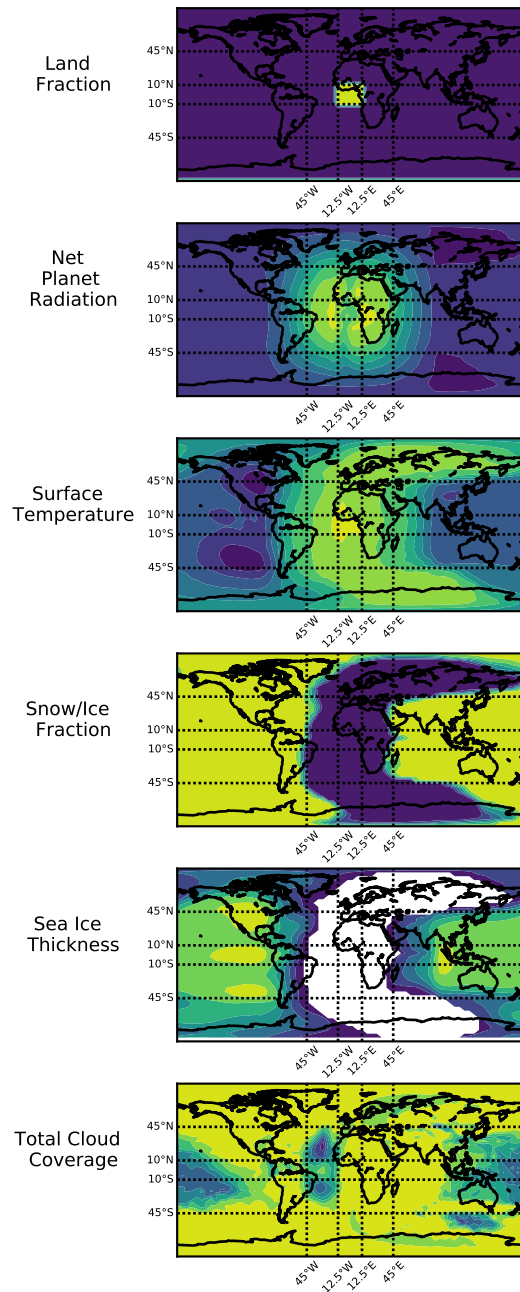 Land
Fraction
45°N
10°N
10°S
45°S
45°W
12.5°W
12.5°E
45°E
Net
Planet
Radiation
45°N
10°N
10°S
45°S
45°W
12.5°W
12.5°E
45°E
Surface
Temperature
45°N
10°N
10°S
45°S
45°W
12.5°W
12.5°E
45°E
Snow/Ice
Fraction
45°N
10°N
10°S
45°S
45°W
12.5°W
12.5°E
45°E
Sea Ice
Thickness
45°N
10°N
10°S
45°S
45°W
12.5°W
12.5°E
45°E
Total Cloud
Coverage
45°N
10°N
10°S
45°S
45°W
12.5°W
12.5°E
45°E